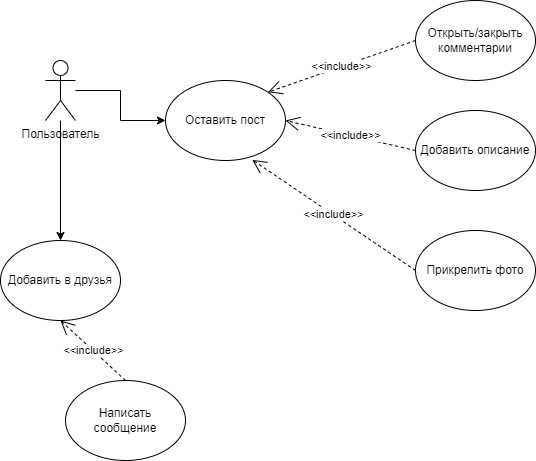 Открыть/закрыть
комментарии
<<include>>
Оставить пост
Пользователь
<<include>>
Добавить описание
<<include>>
Прикрепить фото
Добавить в друзья
<<include>>
Написать
сообщение